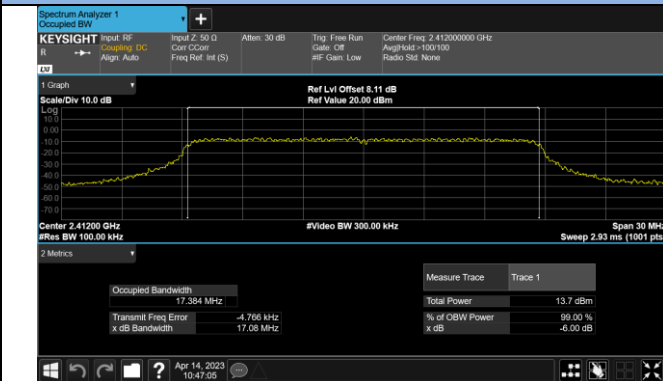 Spectrum Analyzer 1
Occupied BW
+
KEYSIGHT Input: RF Input Z: 50 Ω Atten: 30 dB Trig: Free Run Center Freq: 2.412000000 GHz
R Coupling: DC Corr CCorr Gate: Off Avg|Hold:>100/100
Align: Auto Freq Ref: Int (S) #IF Gain: Low Radio Std: None
LXI
1 Graph
Ref Lvl Offset 8.11 dB
Scale/Div 10.0 dB Ref Value 20.00 dBm
Log
10.0
0.00
-10.0
-20.0
-30.0
-40.0
-50.0
-60.0
-70.0
Center 2.41200 GHz #Video BW 300.00 kHz Span 30 MHz
#Res BW 100.00 kHz Sweep 2.93 ms (1001 pts)
2 Metrics
Measure Trace Trace 1
Occupied Bandwidth
17.384 MHz Total Power 13.7 dBm
Transmit Freq Error -4.766 kHz % of OBW Power 99.00 %
x dB Bandwidth 17.08 MHz x dB -6.00 dB
? Apr 14, 2023
10:47:05